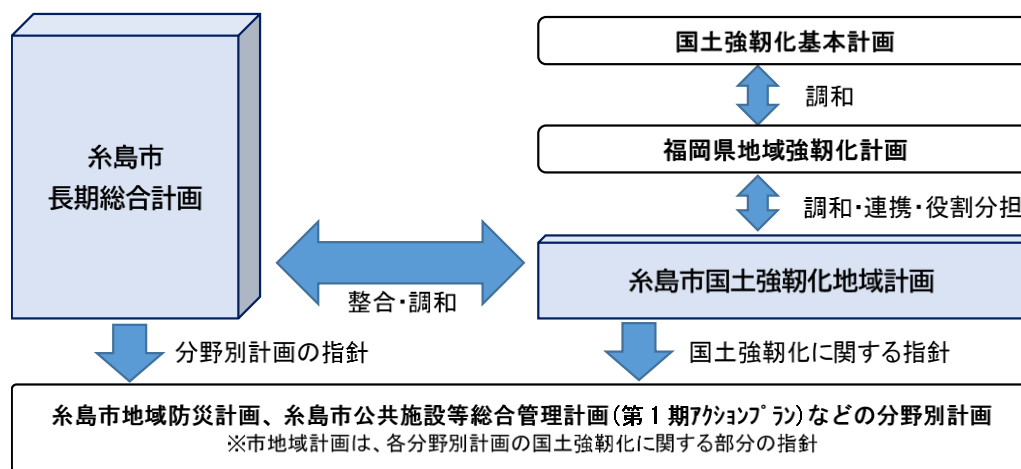 国土強靭化基本計画
調和
福岡県地域強靭化計画
調和・連携・役割分担
糸島市
長期総合計画
整合・調和
糸島市国土強靭化地域計画
分野別計画の指針
国土強靭化に関する指針
糸島市地域防災計画、糸島市公共施設等総合管理計画(第1期ｱｸｼｮﾝﾌﾟﾗﾝ)などの分野別計画
※市地域計画は、各分野別計画の国土強靭化に関する部分の指針